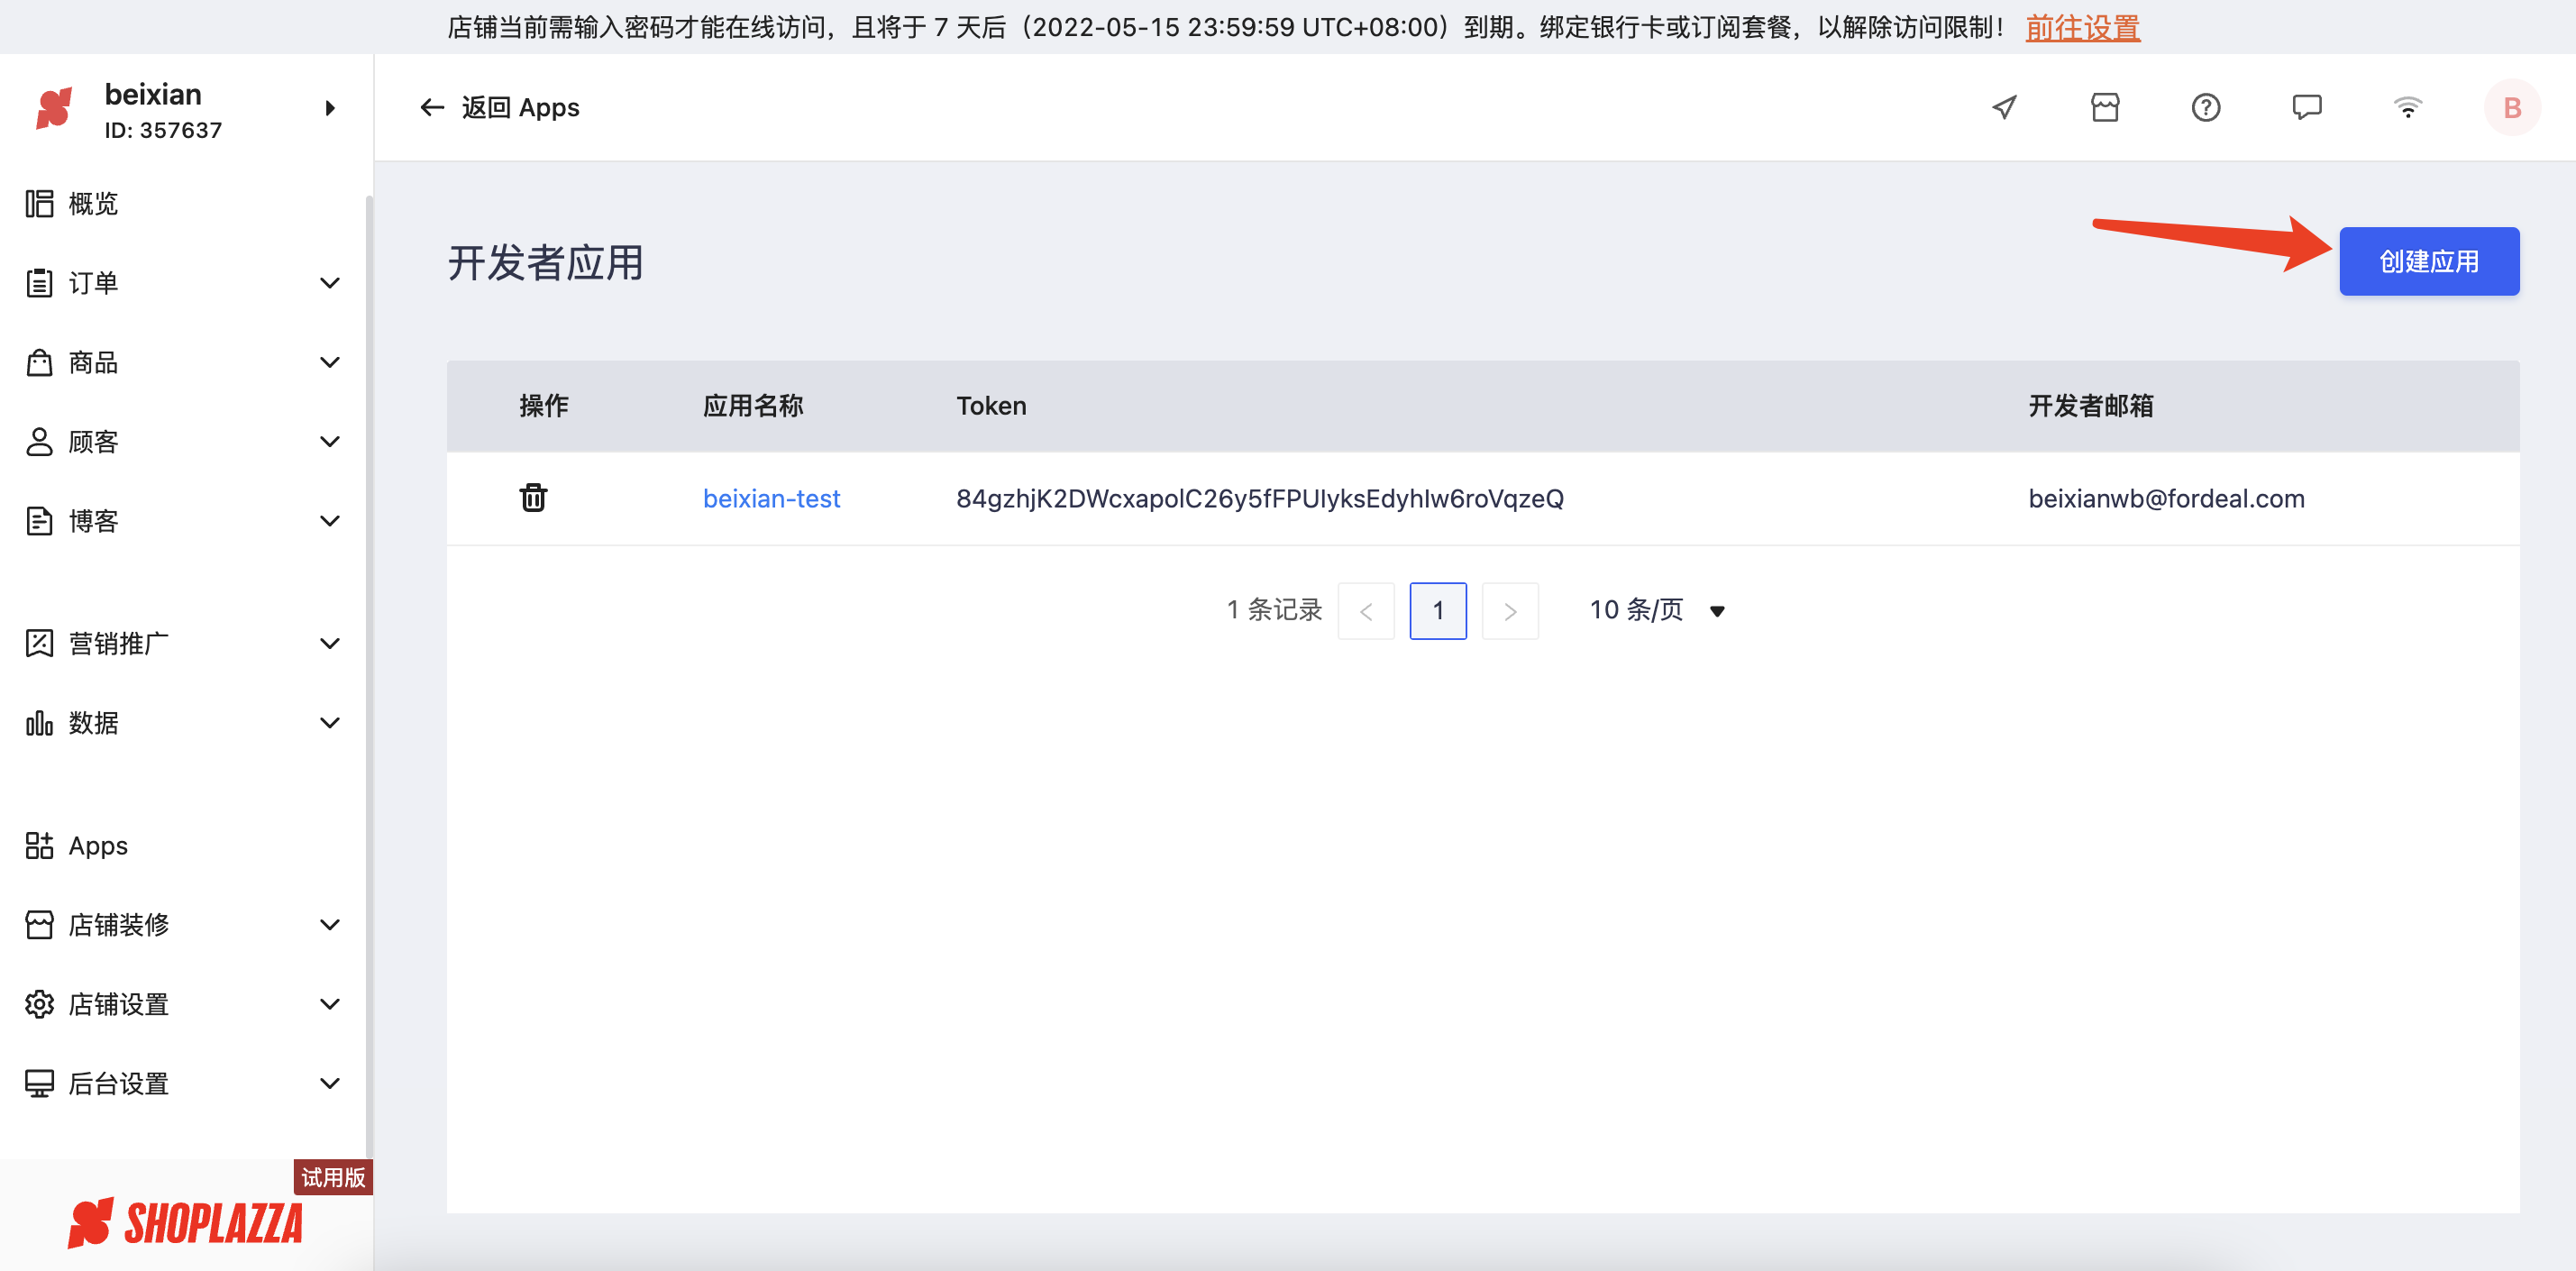 店铺当前需输入密码才能在线访问，且将于 7 天后（2022-05-15 23:59:59 UTC+08:00）到期。绑定银行卡或订阅套餐，以解除访问限制！ 前往设置
beixian
ID: 357637
返回 Apps
B
概览
订单
商品
顾客
博客
营销推广
数据
Apps
店铺装修
店铺设置
后台设置
试用版
SHOPLAZZA
开发者应用
创建应用
操作 应用名称 Token 开发者邮箱
beixian-test 84gzhjK2DWcxapolC26y5fFPUIyksEdyhIw6roVqzeQ beixianwb@fordeal.com
1 条记录 < 1 > 10 条/页